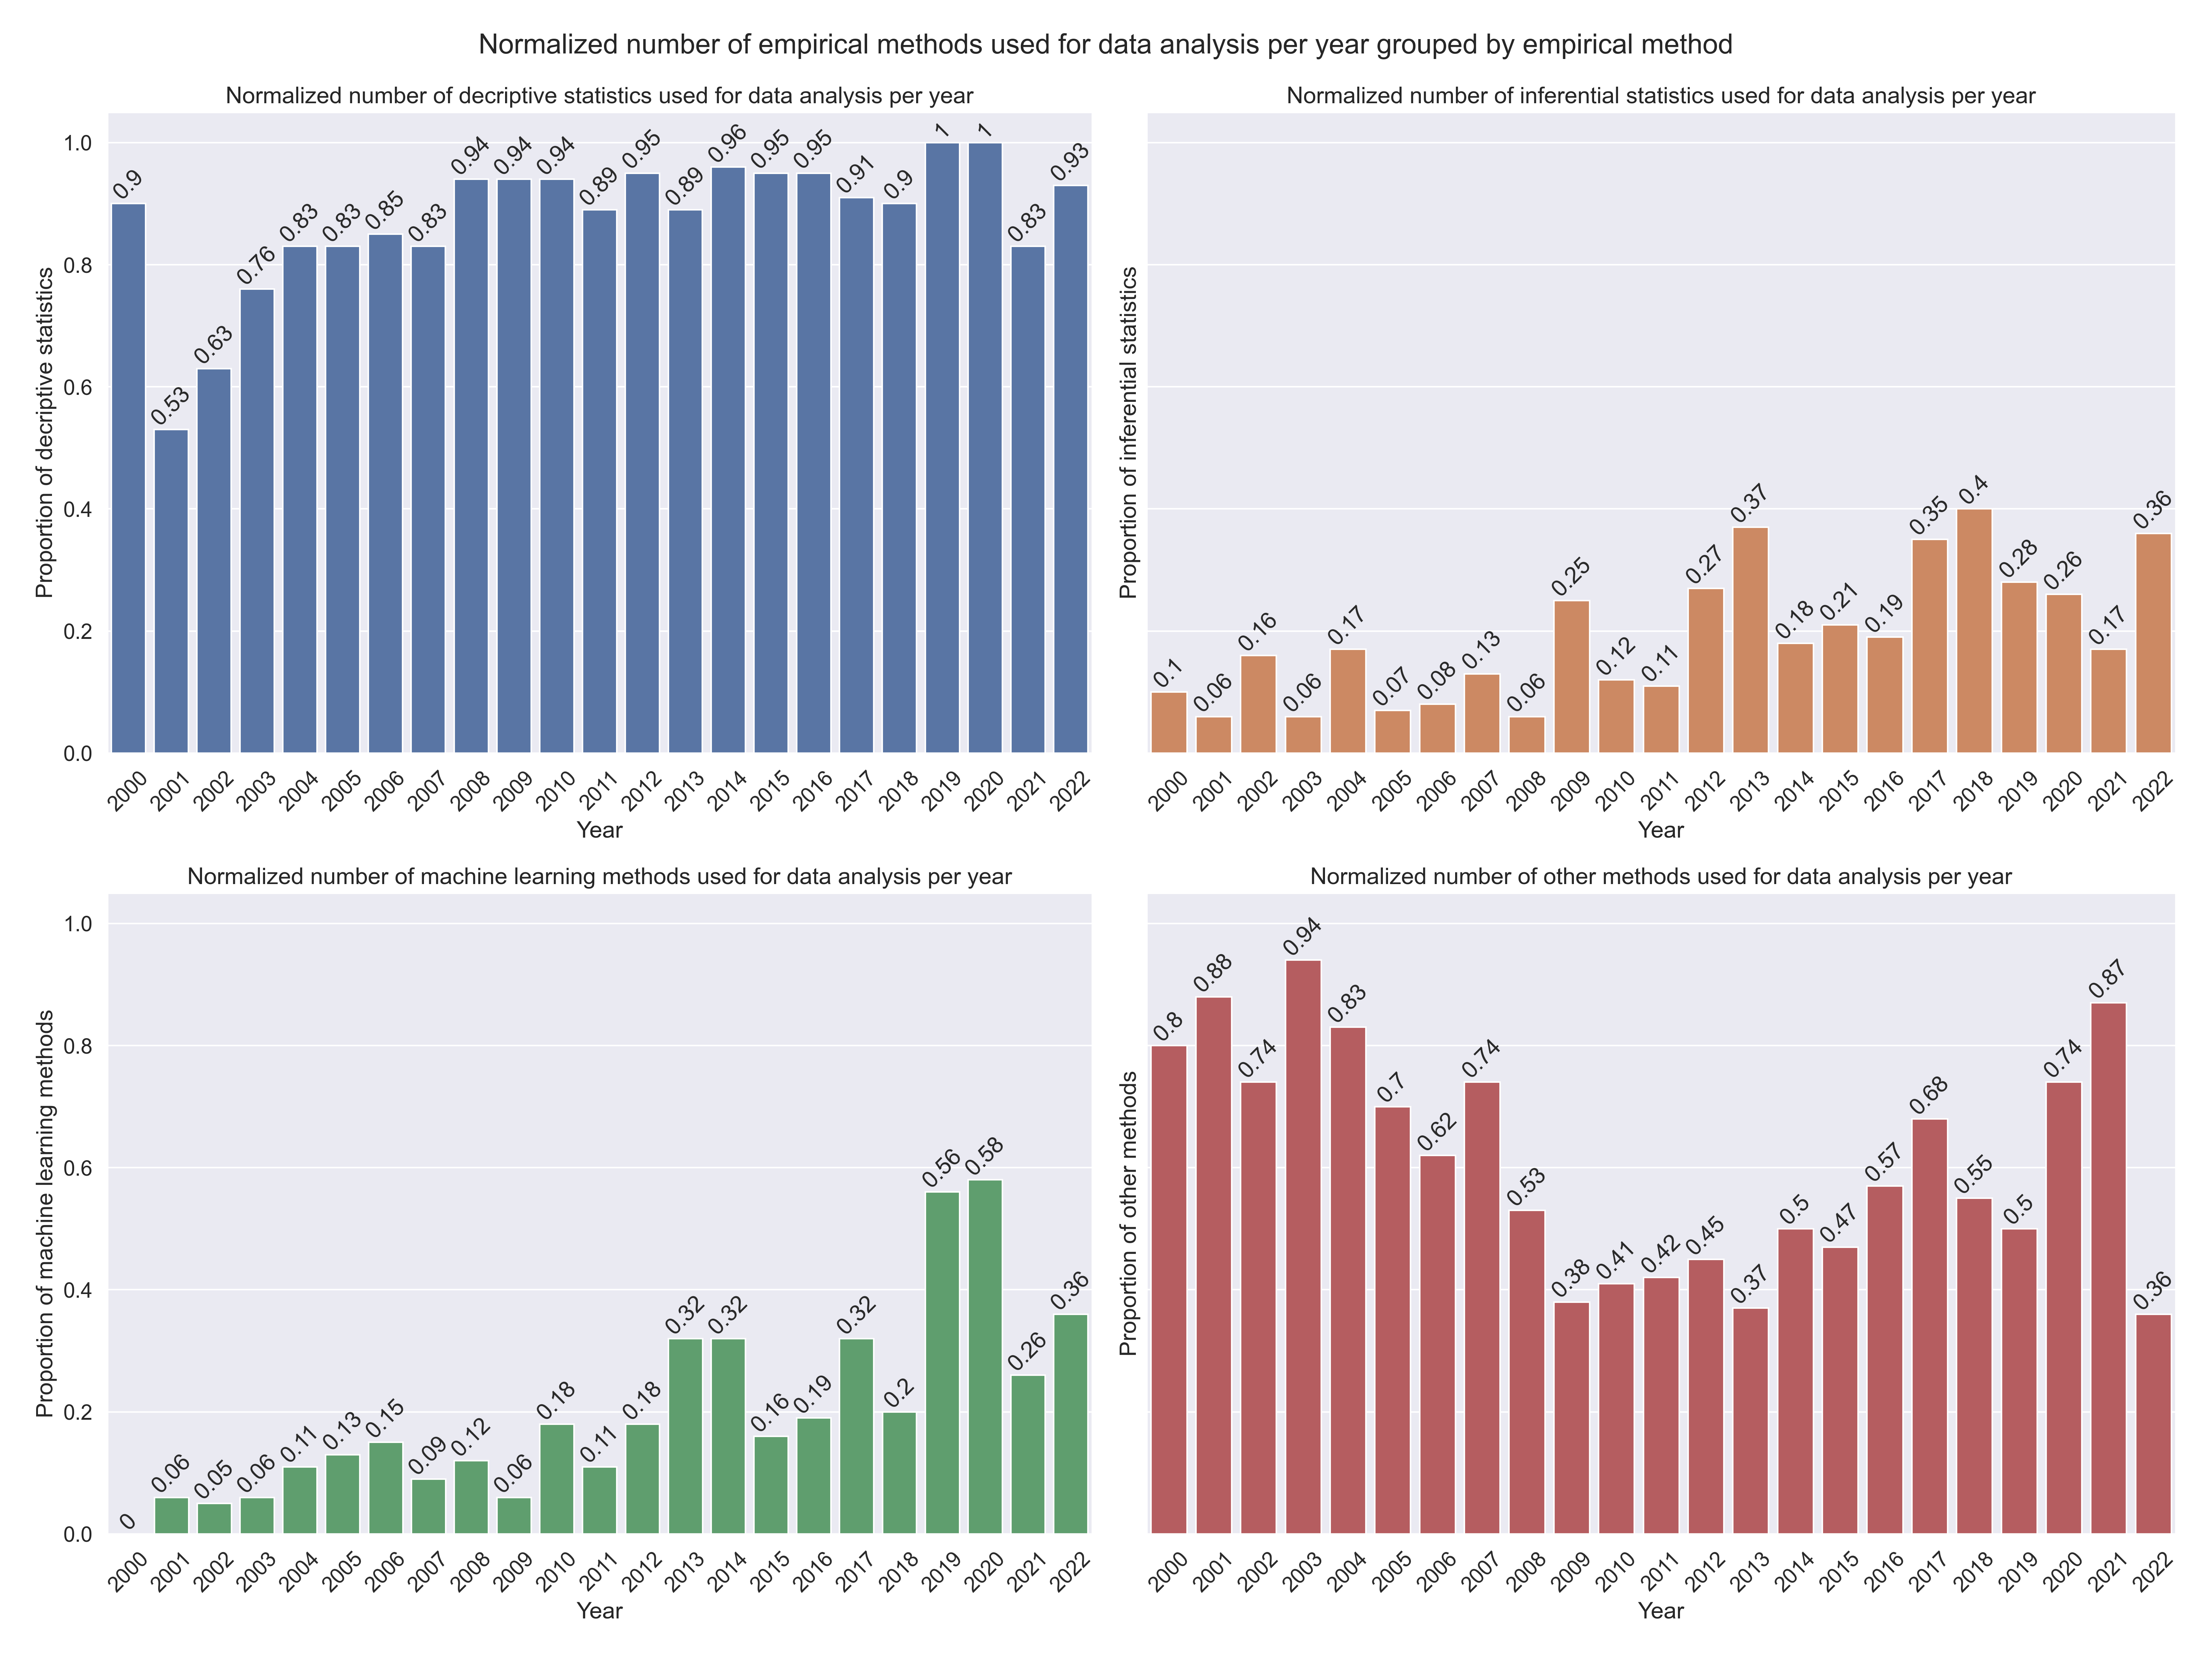 Normalized number of empirical methods used for data analysis per year grouped by empirical method
Normalized number of decriptive statistics used for data analysis per year
Proportion of decriptive statistics
1.0
0.8
0.6
0.4
0.2
0.0
0.9 0.53 0.63 0.76 0.83 0.83 0.85 0.83 0.94 0.94 0.94 0.89 0.95 0.89 0.96 0.95 0.95 0.91 0.9 1 1 0.83 0.93
2000 2001 2002 2003 2004 2005 2006 2007 2008 2009 2010 2011 2012 2013 2014 2015 2016 2017 2018 2019 2020 2021 2022
Year
Normalized number of inferential statistics used for data analysis per year
Proportion of inferential statistics
0.1 0.06 0.16 0.06 0.17 0.07 0.08 0.13 0.06 0.25 0.12 0.11 0.27 0.37 0.18 0.21 0.19 0.35 0.4 0.28 0.26 0.17 0.36
2000 2001 2002 2003 2004 2005 2006 2007 2008 2009 2010 2011 2012 2013 2014 2015 2016 2017 2018 2019 2020 2021 2022
Year
Normalized number of machine learning methods used for data analysis per year
Proportion of machine learning methods
1.0
0.8
0.6
0.4
0.2
0.0
0 0.06 0.05 0.06 0.11 0.13 0.15 0.09 0.12 0.06 0.18 0.11 0.18 0.32 0.32 0.16 0.19 0.32 0.2 0.56 0.58 0.26 0.36
2000 2001 2002 2003 2004 2005 2006 2007 2008 2009 2010 2011 2012 2013 2014 2015 2016 2017 2018 2019 2020 2021 2022
Year
Normalized number of other methods used for data analysis per year
Proportion of other methods
0.8 0.88 0.74 0.94 0.83 0.7 0.62 0.74 0.53 0.38 0.41 0.42 0.45 0.37 0.5 0.47 0.57 0.68 0.55 0.5 0.74 0.87 0.36
2000 2001 2002 2003 2004 2005 2006 2007 2008 2009 2010 2011 2012 2013 2014 2015 2016 2017 2018 2019 2020 2021 2022
Year